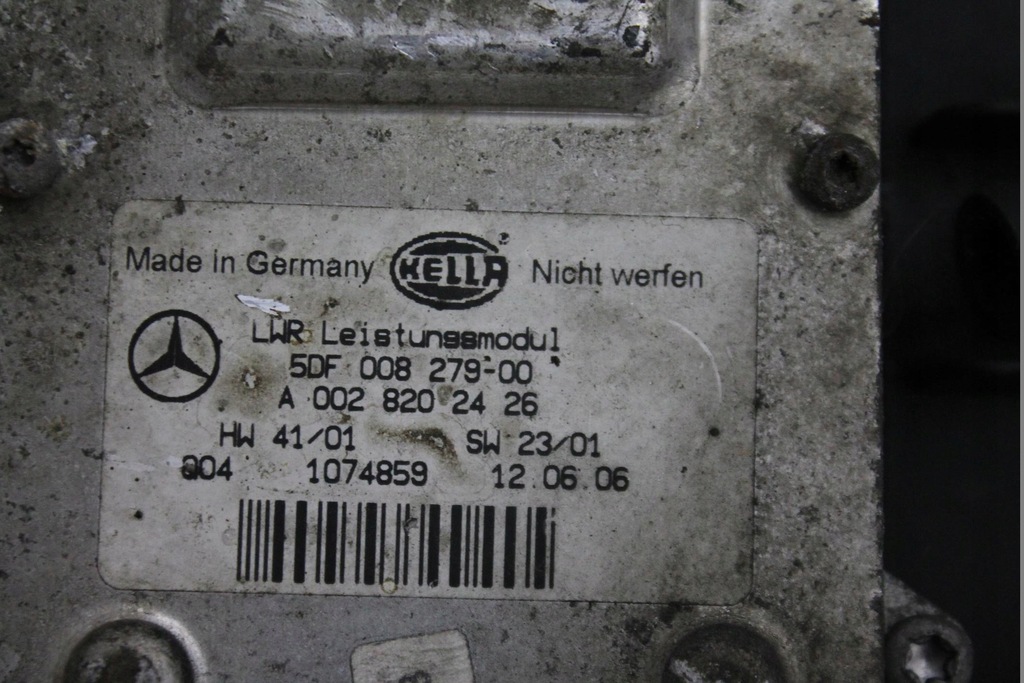 Made in Germany HELLA Nicht werfen
LWR Leistungsmodul
5DF 008 279-00
A 002 820 24 26
HW 41/01 SW 23/01
Q04 1074859 12.06.06